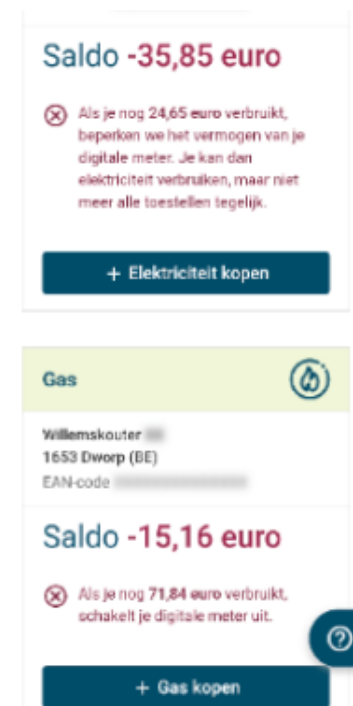 Saldo -35,85 euro
Als je nog 24,65 euro verbruikt,
beperken we het vermogen van je
digitale meter. Je kan dan
elektriciteit verbruiken, maar niet
meer alle toestellen tegelijk.
+ Elektriciteit kopen
Gas
Willemskouter
1653 Dworp (BE)
EAN-code
Saldo -15,16 euro
Als je nog 71,84 euro verbruikt,
schakelt je digitale meter uit.
?
+ Gas kopen